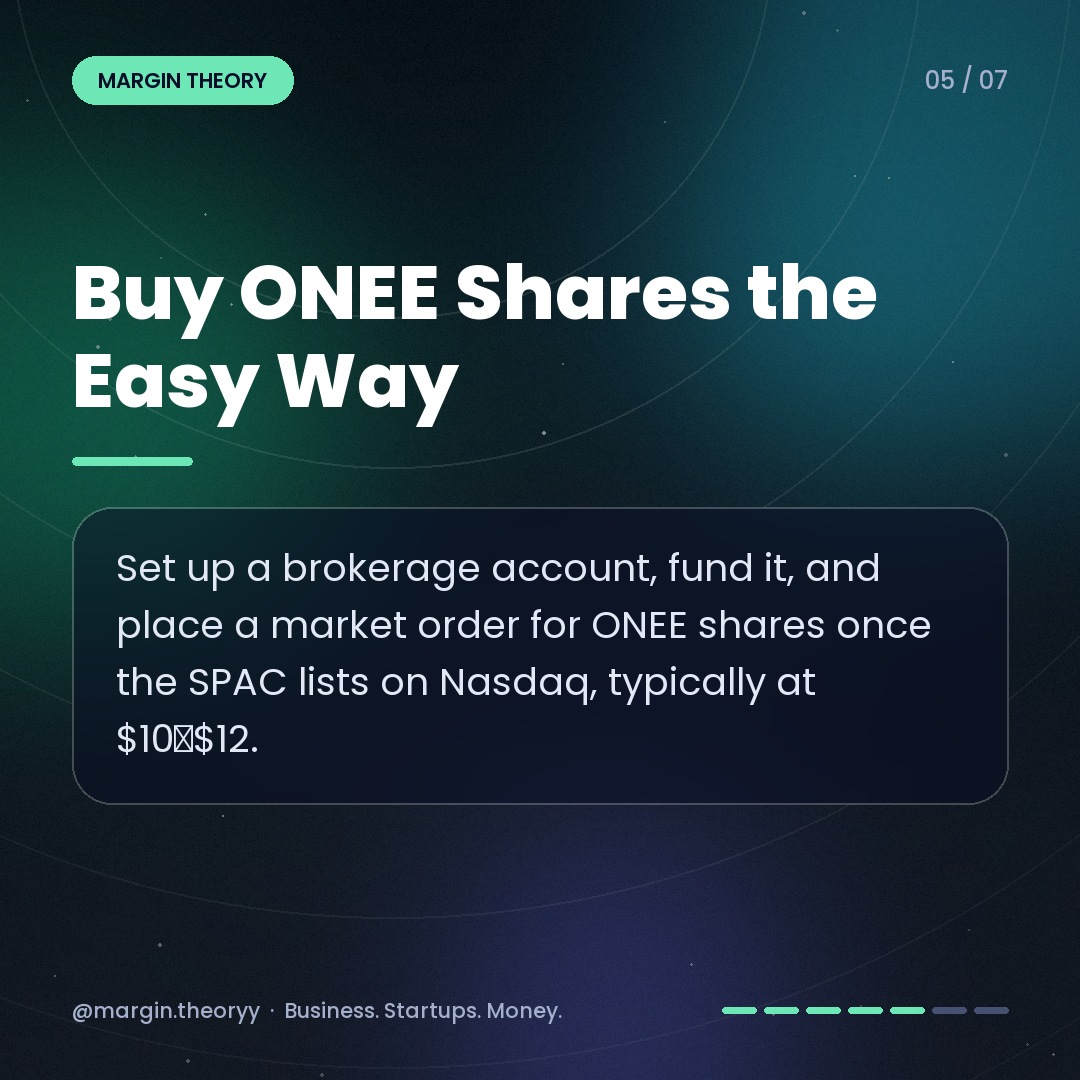 MARGIN THEORY
05 / 07
Buy ONEE Shares the
Easy Way
Set up a brokerage account, fund it, and
place a market order for ONEE shares once
the SPAC lists on Nasdaq, typically at
$10☒$12.
@margin.theoryy · Business. Startups. Money.